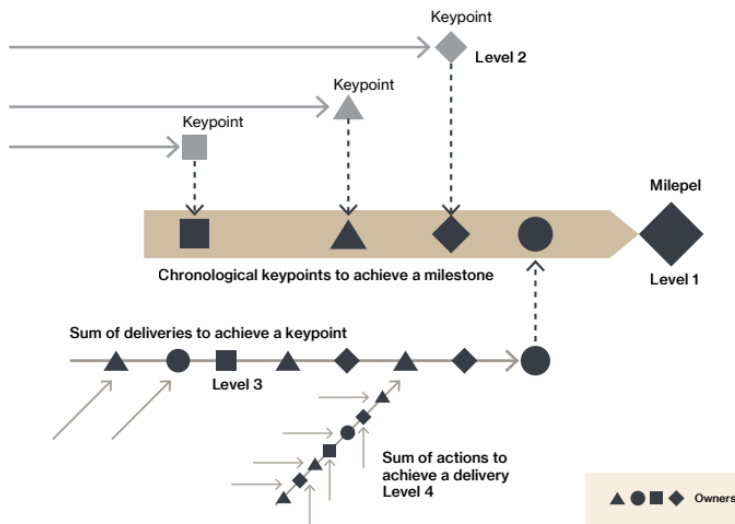 Keypoint
Level 2
Keypoint
Keypoint
Milepel
Chronological keypoints to achieve a milestone
Level 1
Sum of deliveries to achieve a keypoint
Level 3
Sum of actions to
achieve a delivery
Level 4
Owners